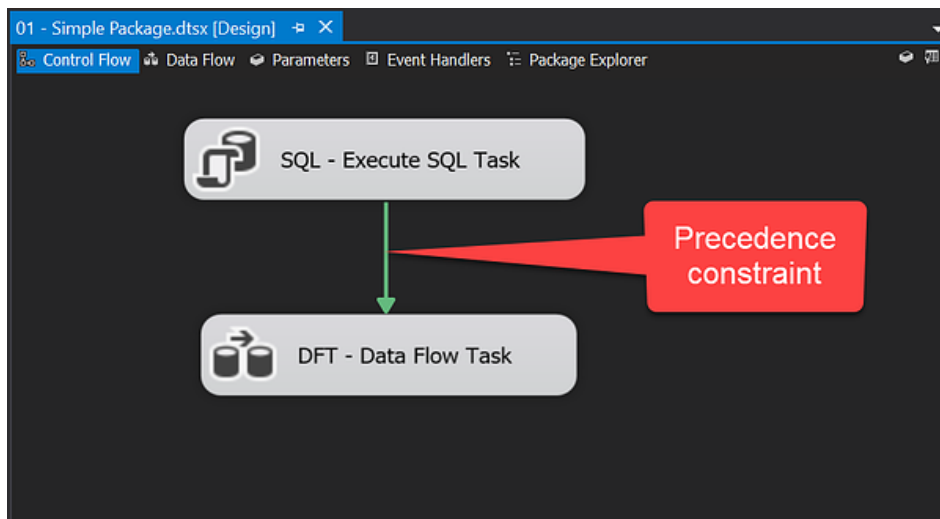 01 - Simple Package.dtsx [Design]
Control Flow Data Flow Parameters Event Handlers Package Explorer
SQL - Execute SQL Task
Precedence
constraint
DFT - Data Flow Task